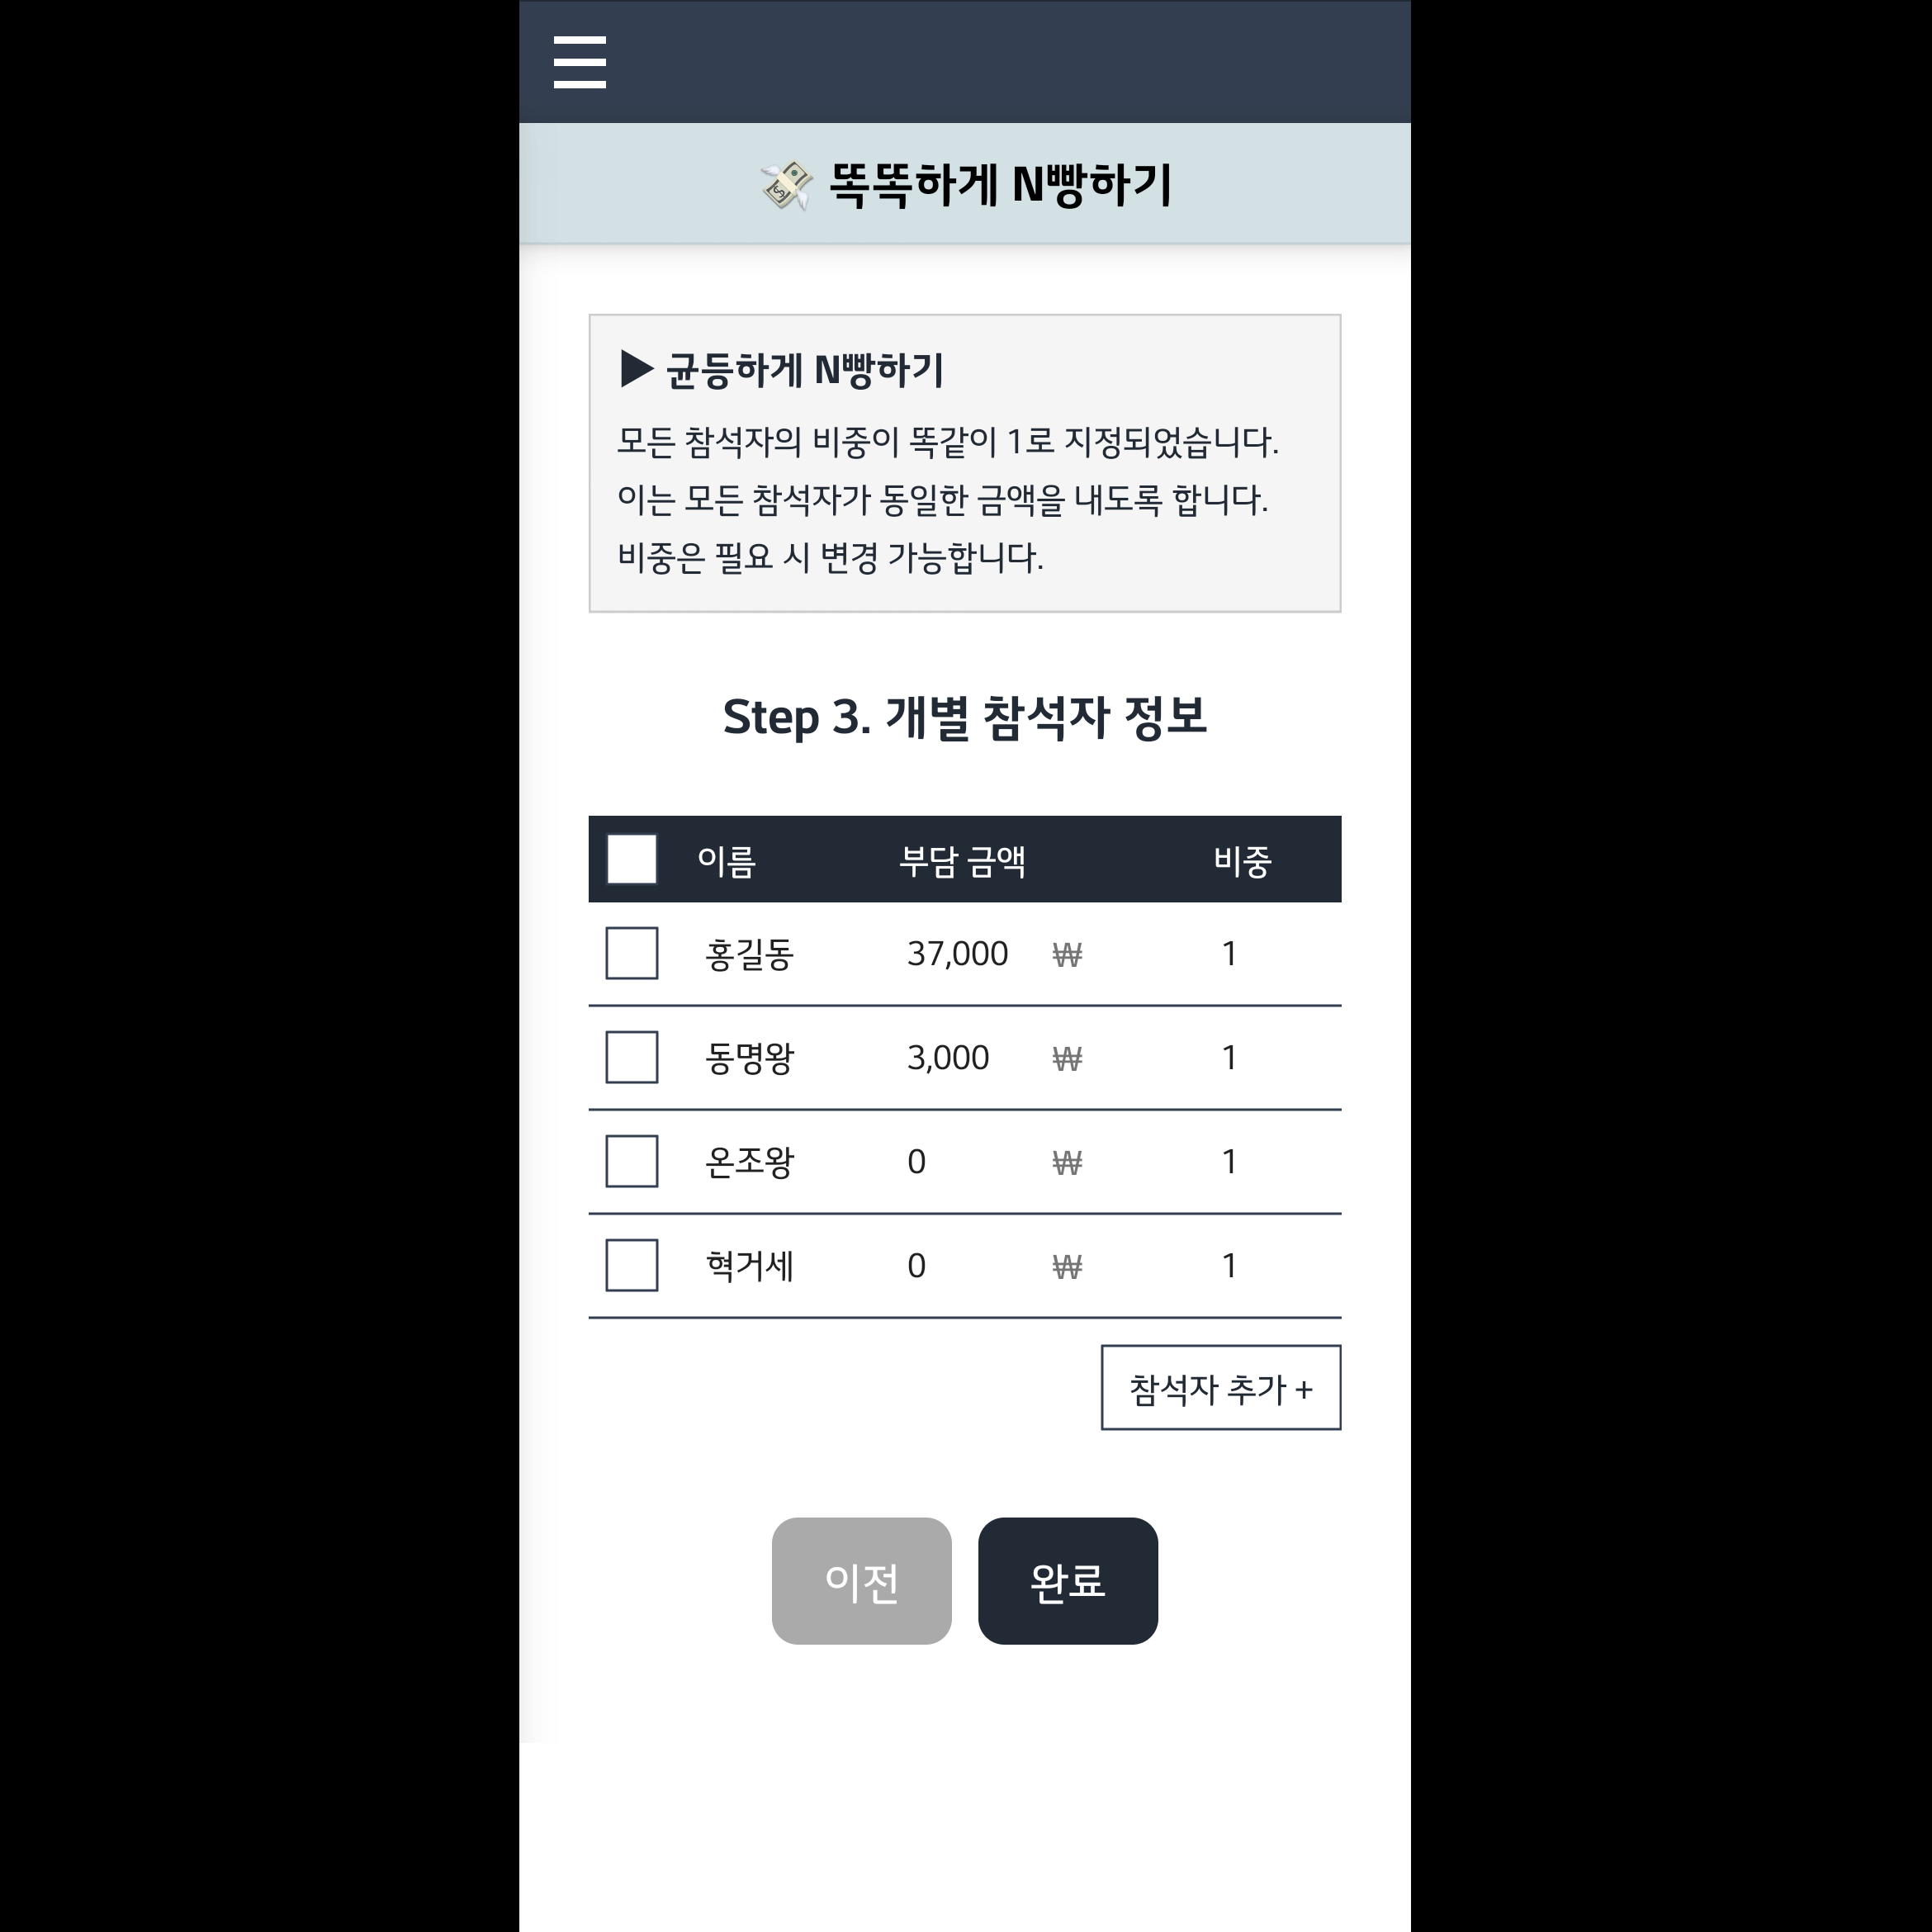 💸 똑똑하게 N빵하기
▶ 균등하게 N빵하기
모든 참석자의 비중이 똑같이 1로 지정되었습니다.
이는 모든 참석자가 동일한 금액을 내도록 합니다.
비중은 필요 시 변경 가능합니다.
Step 3. 개별 참석자 정보
이름 부담 금액 비중
홍길동 37,000 ₩ 1
동명왕 3,000 ₩ 1
온조왕 0 ₩ 1
혁거세 0 ₩ 1
참석자 추가 +
이전 완료